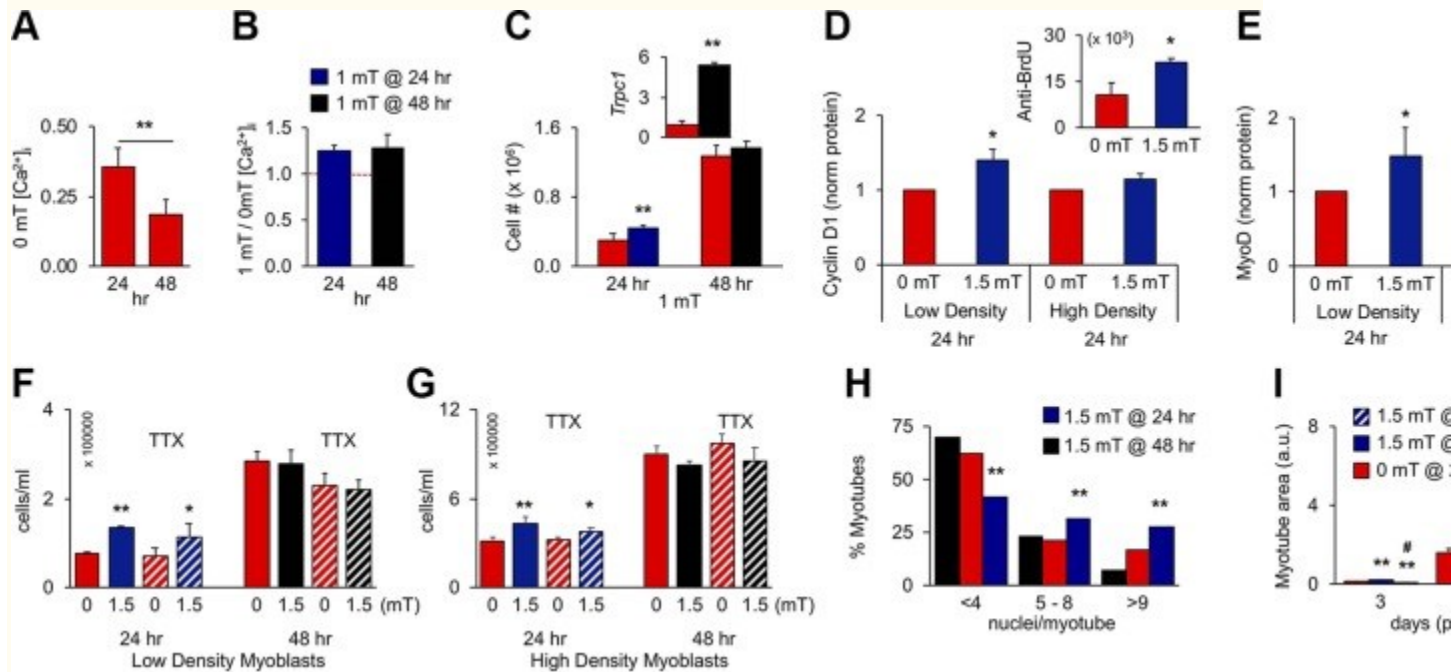 A
0 mT [Ca²⁺]ᵢ
0.50
0.25
0.00
**
24
48
hr
B
1 mT @ 24 hr
1 mT @ 48 hr
1 mT / 0mT [Ca²⁺]ᵢ
1.5
1.0
0.5
0.0
24
48
hr
C
Trpc1
6
3
0
**
Cell # (x 10⁶)
1.6
0.8
0.0
**
24 hr
48 hr
1 mT
D
Anti-BrdU
(x 10³)
30
15
0
*
0 mT
1.5 mT
Cyclin D1 (norm protein)
2
1
0
*
0 mT
1.5 mT
0 mT
1.5 mT
Low Density
High Density
24 hr
24 hr
E
MyoD (norm protein)
2
1
0
*
0 mT
1.5 mT
Low Density
24 hr
F
x 100000
cells/ml
4
2
0
TTX
TTX
**
*
0
1.5
0
1.5
0
1.5
0
1.5
(mT)
24 hr
48 hr
Low Density Myoblasts
G
x 100000
cells/ml
12
6
0
TTX
TTX
**
*
0
1.5
0
1.5
0
1.5
0
1.5
(mT)
24 hr
48 hr
High Density Myoblasts
H
1.5 mT @ 24 hr
1.5 mT @ 48 hr
% Myotubes
75
50
25
0
**
**
**
<4
5 - 8
>9
nuclei/myotube
I
1.5 mT @
1.5 mT @
0 mT @
Myotube area (a.u.)
8
4
0
**
#
**
3
days (p